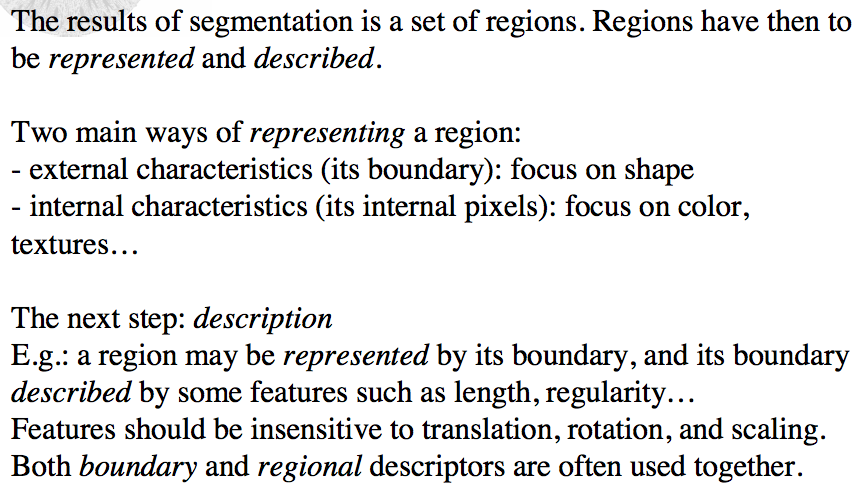 The results of segmentation is a set of regions. Regions have then to
be represented and described.
Two main ways of representing a region:
- external characteristics (its boundary): focus on shape
- internal characteristics (its internal pixels): focus on color,
textures…
The next step: description
E.g.: a region may be represented by its boundary, and its boundary
described by some features such as length, regularity…
Features should be insensitive to translation, rotation, and scaling.
Both boundary and regional descriptors are often used together.